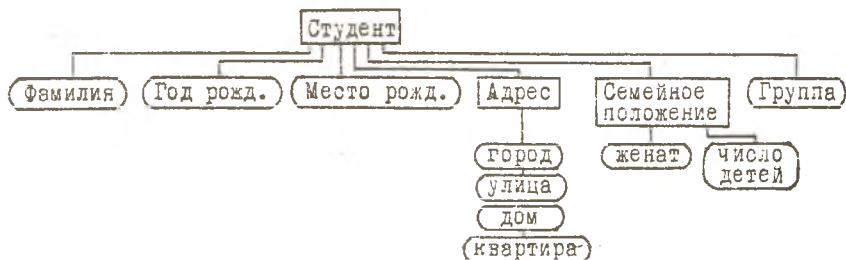 Студент
Фамилия
Год рожд.
Место рожд.
Адрес
Семейное
положение
Группа
город
улица
дом
квартира
женат
число
детей